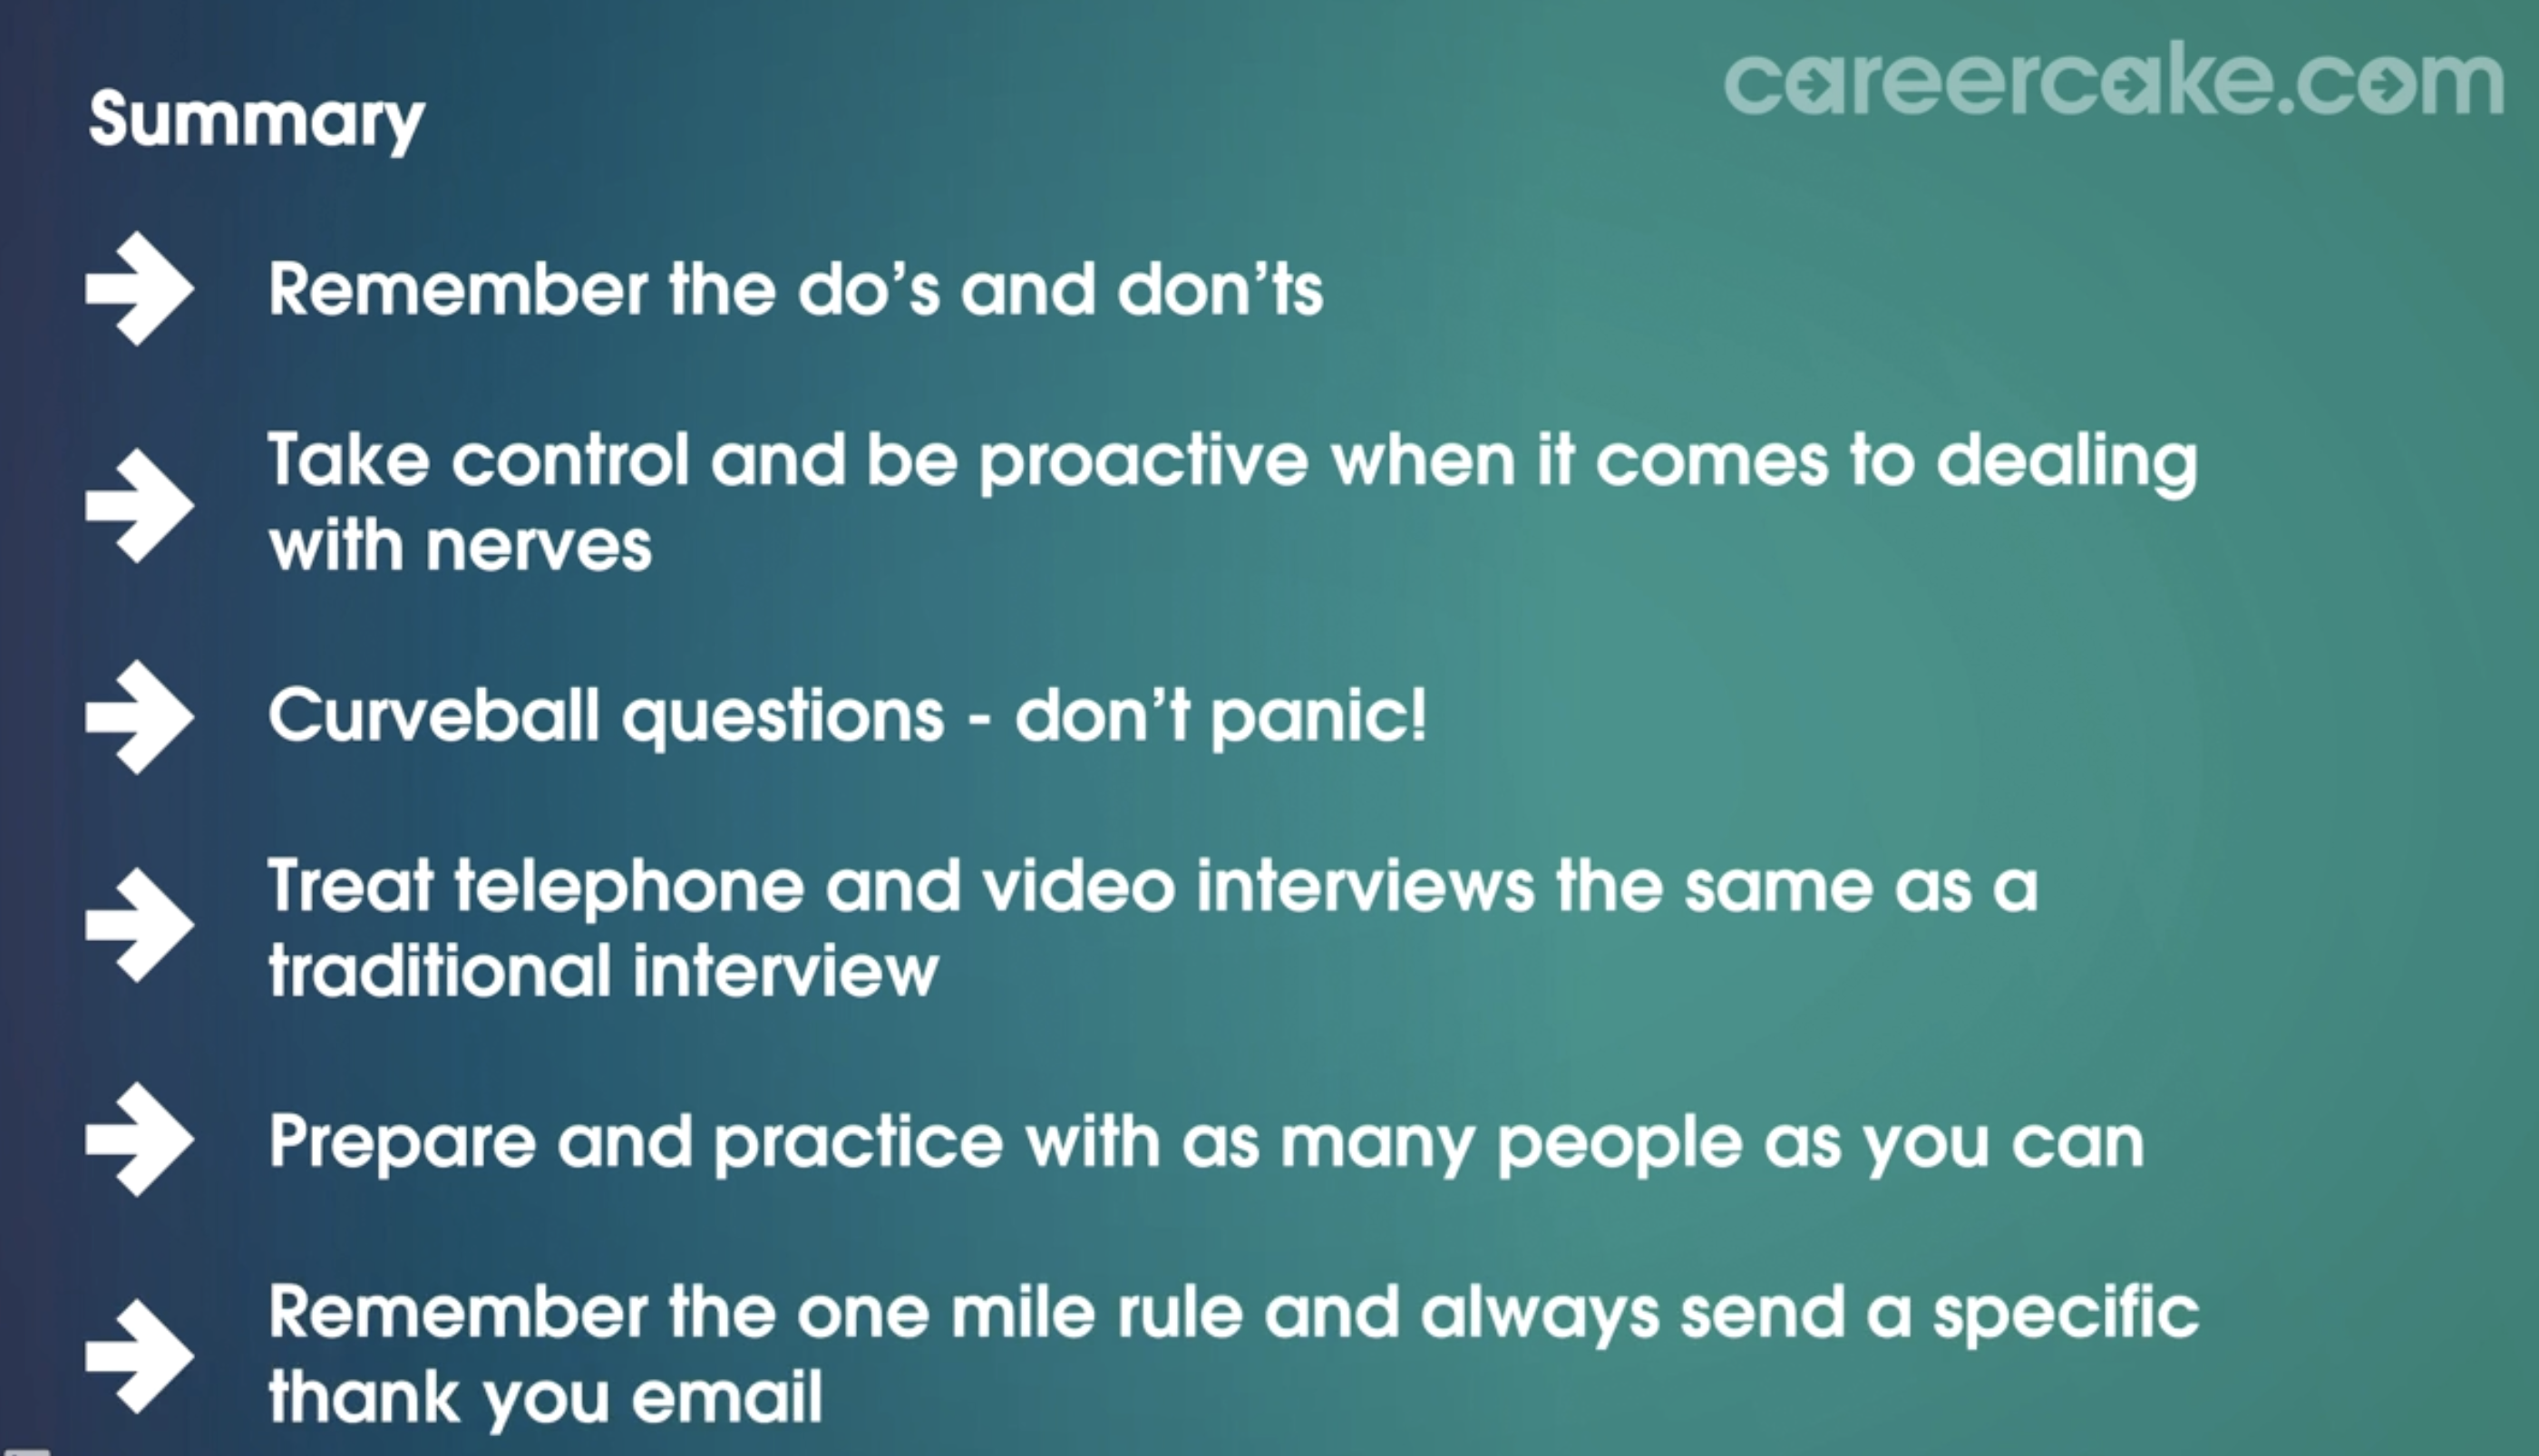 careercake.com
Summary
Remember the do’s and don’ts
Take control and be proactive when it comes to dealing
with nerves
Curveball questions - don’t panic!
Treat telephone and video interviews the same as a
traditional interview
Prepare and practice with as many people as you can
Remember the one mile rule and always send a specific
thank you email